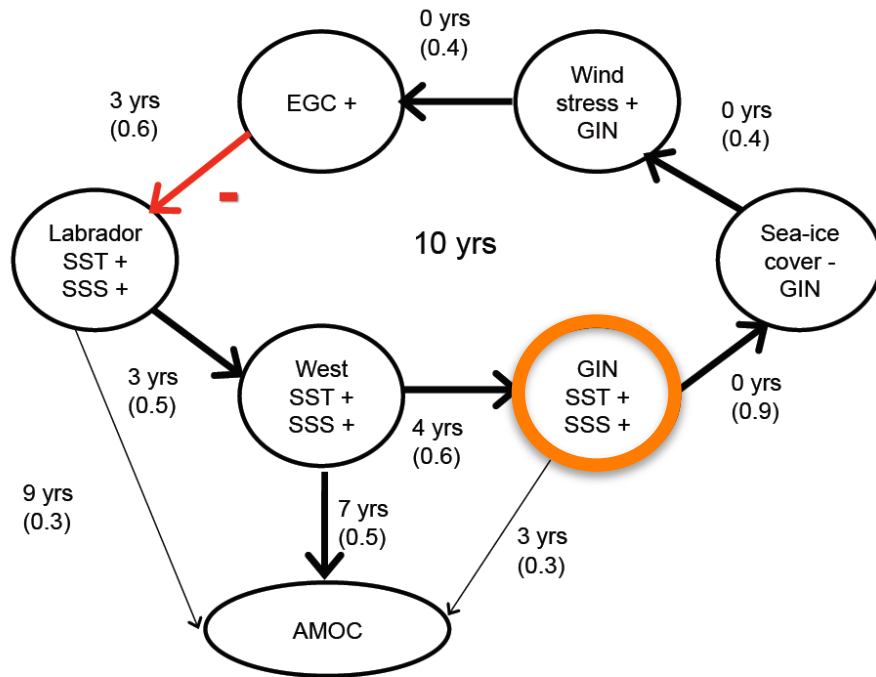 0 yrs
(0.4)
EGC +
Wind
stress +
GIN
3 yrs
(0.6)
0 yrs
(0.4)
-
Labrador
SST +
SSS +
10 yrs
Sea-ice
cover -
GIN
3 yrs
(0.5)
West
SST +
SSS +
4 yrs
(0.6)
GIN
SST +
SSS +
0 yrs
(0.9)
9 yrs
(0.3)
7 yrs
(0.5)
3 yrs
(0.3)
AMOC